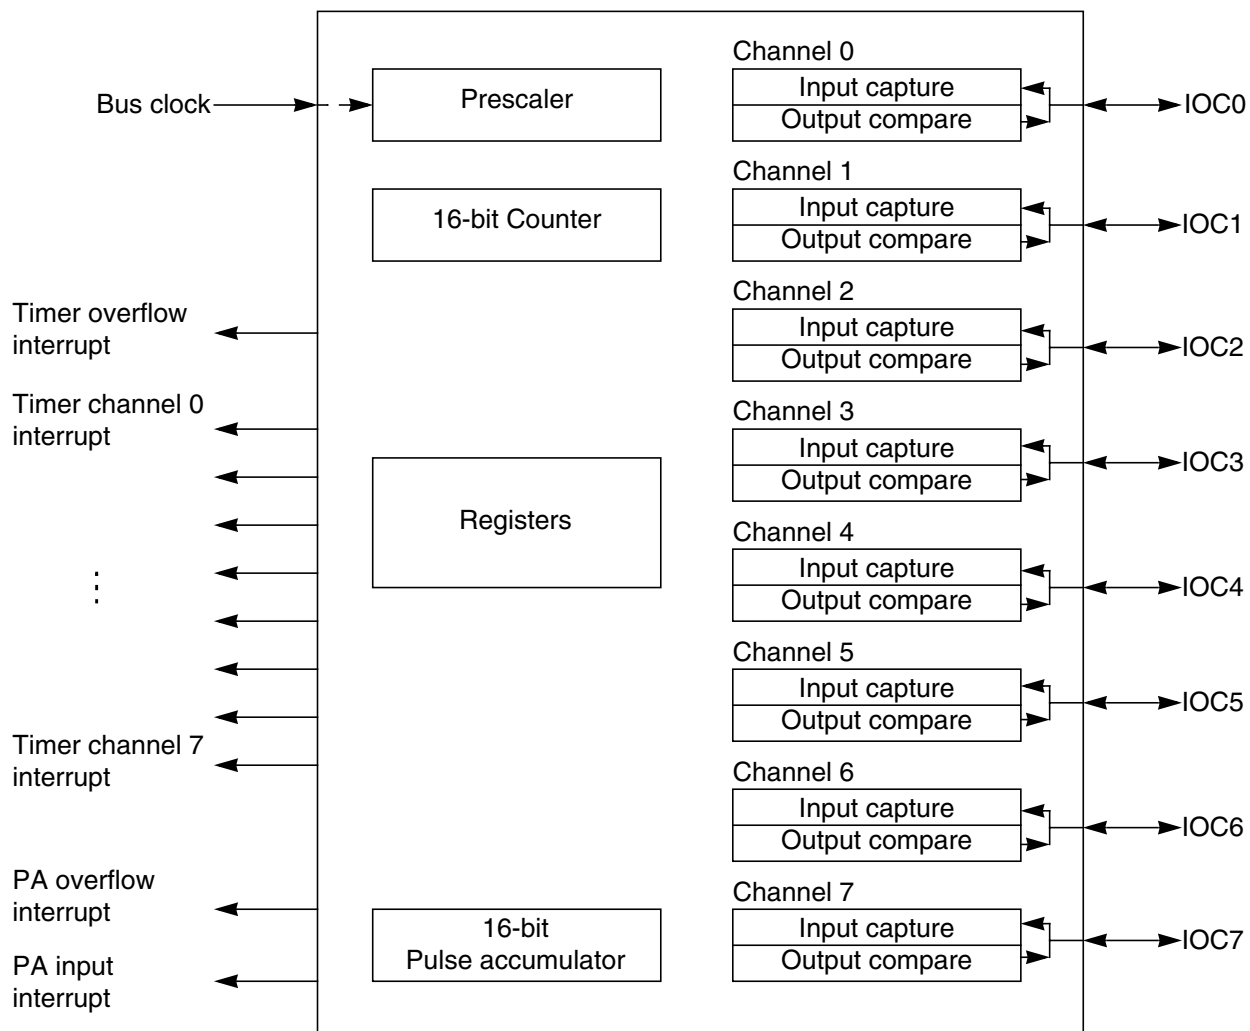 Bus clock
Timer overflow
interrupt
Timer channel 0
interrupt
⋮
Timer channel 7
interrupt
PA overflow
interrupt
PA input
interrupt
Prescaler
16-bit Counter
Registers
16-bit
Pulse accumulator
Channel 0
Input capture
Output compare
IOC0
Channel 1
Input capture
Output compare
IOC1
Channel 2
Input capture
Output compare
IOC2
Channel 3
Input capture
Output compare
IOC3
Channel 4
Input capture
Output compare
IOC4
Channel 5
Input capture
Output compare
IOC5
Channel 6
Input capture
Output compare
IOC6
Channel 7
Input capture
Output compare
IOC7